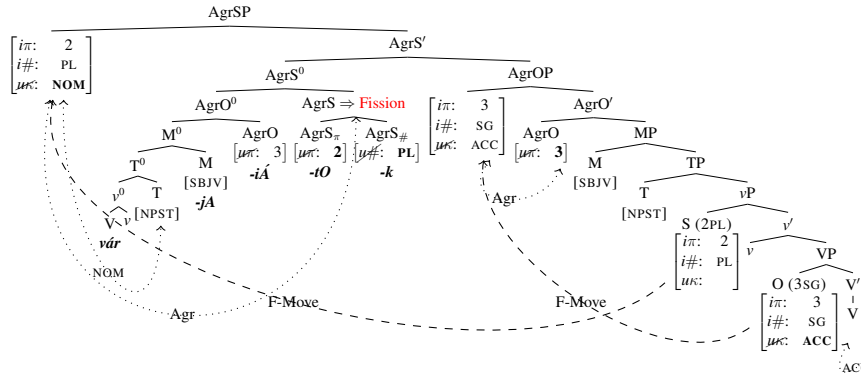 AgrSP
[iπ: 2
i#: PL
uκ: NOM]
AgrS′
AgrS⁰ AgrOP
AgrO⁰ AgrS ⇒ Fission
[iπ: 3
i#: SG
uκ: ACC]
AgrO′
M⁰ AgrO AgrSπ AgrS# AgrO MP
[uπ: 3] [uπ: 2] [u#: PL] [uπ: 3]
-iÁ -tO -k
T⁰ M M TP
[SBJV] [SBJV]
-jA
v⁰ T T vP
[NPST] [NPST]
V v
vár
Agr
S (2PL) v′
[iπ: 2
i#: PL
uκ: ]
v VP
NOM
O (3SG) V′
[iπ: 3
i#: SG
uκ: ACC]
V
Agr F-Move F-Move
AC